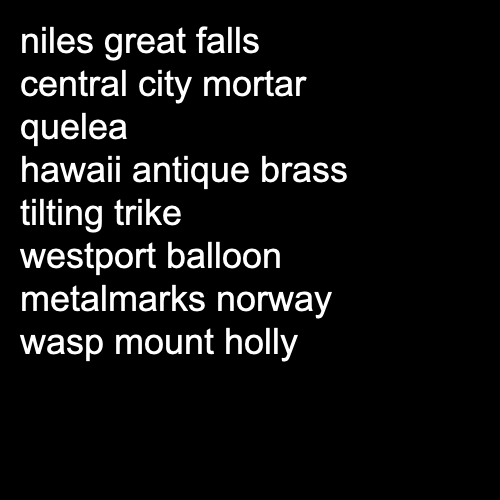 niles great falls
central city mortar
quelea
hawaii antique brass
tilting trike
westport balloon
metalmarks norway
wasp mount holly